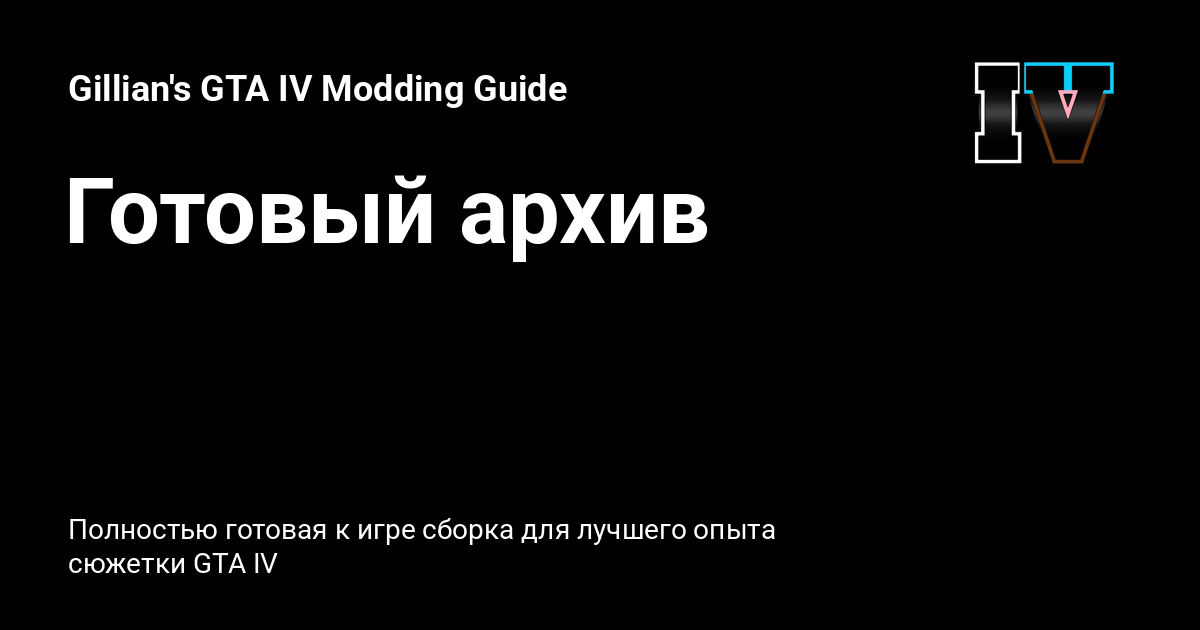 Gillian's GTA IV Modding Guide
IV
Готовый архив
Полностью готовая к игре сборка для лучшего опыта
сюжетки GTA IV